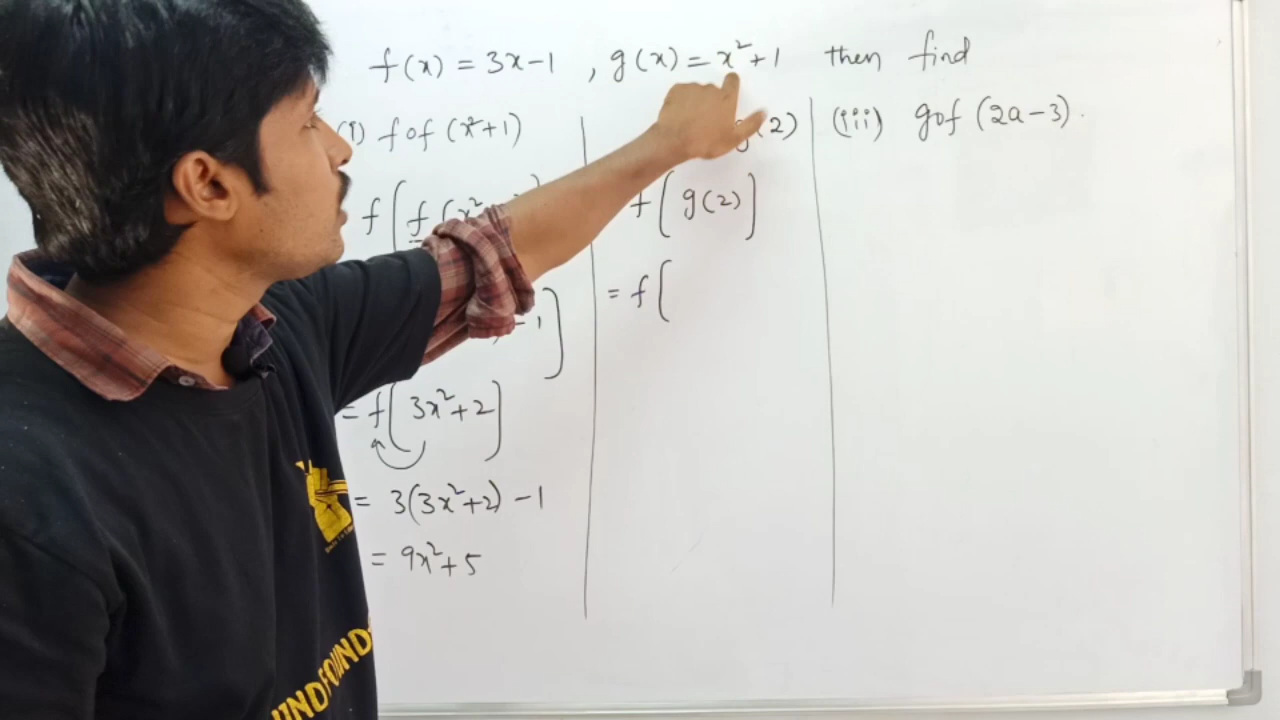 f(x) = 3x-1 , g(x) = x²+1 then find
(i) fof (x²+1)
f[f(x²
- 1]
= f[3x²+2]
= 3(3x²+2) -1
= 9x²+5
g(2)
f[g(2)]
= f[
(iii) gof (2a-3).